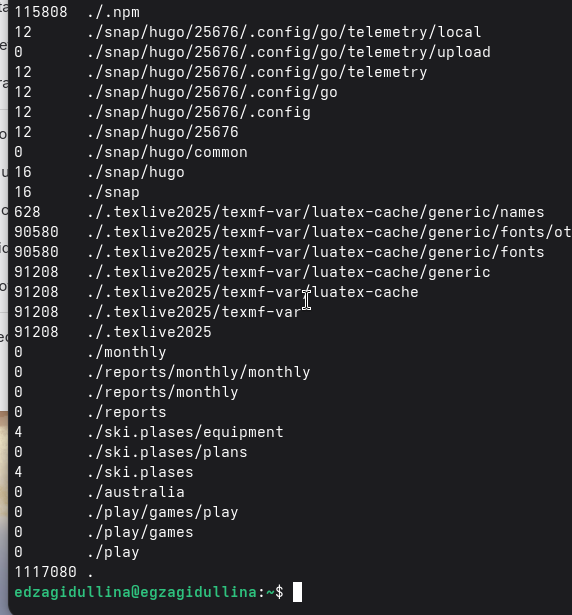 115808  ./.npm
12      ./snap/hugo/25676/.config/go/telemetry/local
0       ./snap/hugo/25676/.config/go/telemetry/upload
12      ./snap/hugo/25676/.config/go/telemetry
12      ./snap/hugo/25676/.config/go
12      ./snap/hugo/25676/.config
12      ./snap/hugo/25676
0       ./snap/hugo/common
16      ./snap/hugo
16      ./snap
628     ./.texlive2025/texmf-var/luatex-cache/generic/names
90580   ./.texlive2025/texmf-var/luatex-cache/generic/fonts/ot
90580   ./.texlive2025/texmf-var/luatex-cache/generic/fonts
91208   ./.texlive2025/texmf-var/luatex-cache/generic
91208   ./.texlive2025/texmf-var/luatex-cache
91208   ./.texlive2025/texmf-var
91208   ./.texlive2025
0       ./monthly
0       ./reports/monthly/monthly
0       ./reports/monthly
0       ./reports
4       ./ski.plases/equipment
0       ./ski.plases/plans
4       ./ski.plases
0       ./australia
0       ./play/games/play
0       ./play/games
0       ./play
1117080 .
edzagidullina@egzagidullina:~$